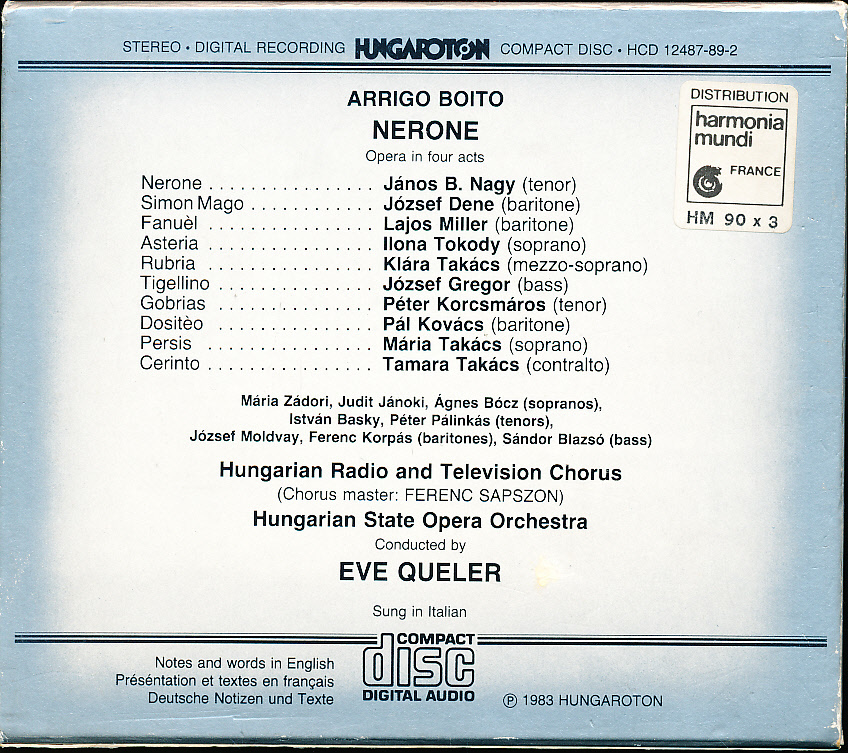 STEREO • DIGITAL RECORDING HUNGAROTON COMPACT DISC • HCD 12487-89-2
DISTRIBUTION
harmonia
mundi
FRANCE
HM 90 x 3
ARRIGO BOITO
NERONE
Opera in four acts
Nerone . . . . . . . . . . . . . . . . János B. Nagy (tenor)
Simon Mago . . . . . . . . . . . . József Dene (baritone)
Fanuèl . . . . . . . . . . . . . . . . Lajos Miller (baritone)
Asteria . . . . . . . . . . . . . . . . Ilona Tokody (soprano)
Rubria . . . . . . . . . . . . . . . . Klára Takács (mezzo-soprano)
Tigellino . . . . . . . . . . . . . . . József Gregor (bass)
Gobrias . . . . . . . . . . . . . . . Péter Korcsmáros (tenor)
Dositèo . . . . . . . . . . . . . . . Pál Kovács (baritone)
Persis . . . . . . . . . . . . . . . . Mária Takács (soprano)
Cerinto . . . . . . . . . . . . . . . . Tamara Takács (contralto)
Mária Zádori, Judit Jánoki, Ágnes Bócz (sopranos),
István Basky, Péter Pálinkás (tenors),
József Moldvay, Ferenc Korpás (baritones), Sándor Blazsó (bass)
Hungarian Radio and Television Chorus
(Chorus master: FERENC SAPSZON)
Hungarian State Opera Orchestra
Conducted by
EVE QUELER
Sung in Italian
Notes and words in English
Préséntation et textes en français
Deutsche Notizen und Texte
COMPACT
disc
DIGITAL AUDIO
℗ 1983 HUNGAROTON